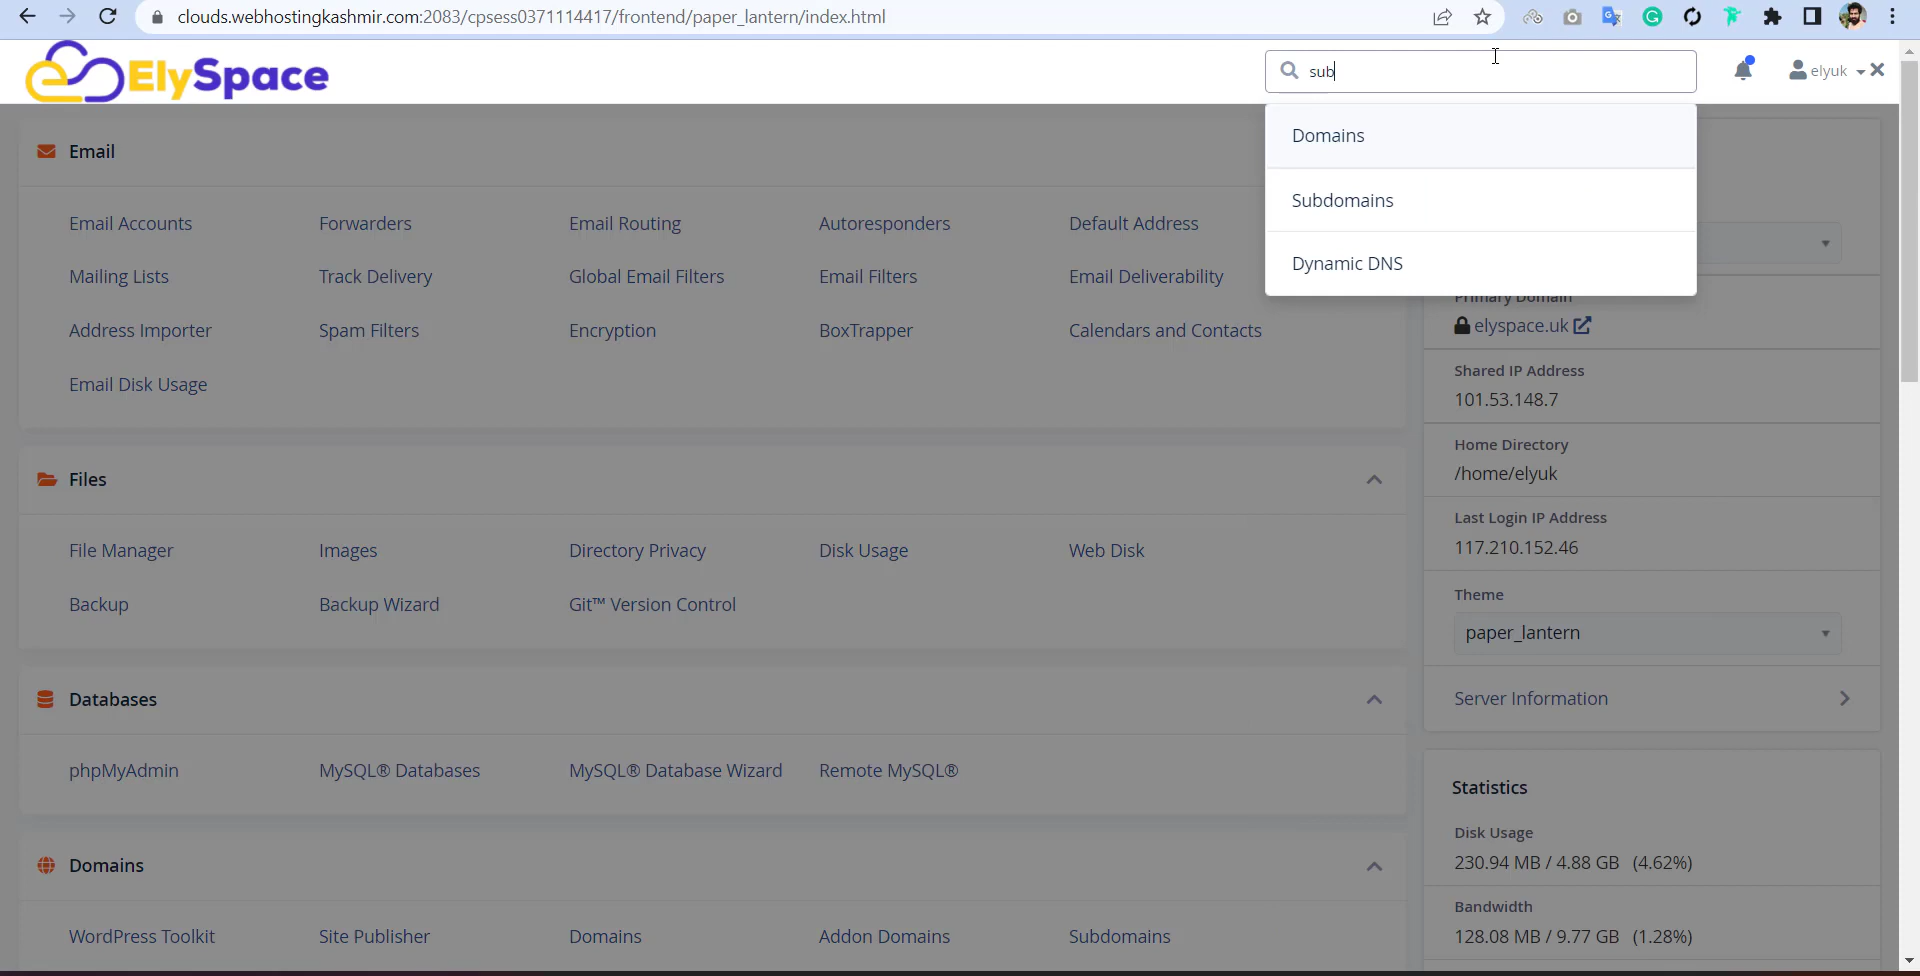 clouds.webhostingkashmir.com:2083/cpsess0371114417/frontend/paper_lantern/index.html
ElySpace
sub
elyuk
Domains
Subdomains
Dynamic DNS
Email
Email Accounts Forwarders Email Routing Autoresponders Default Address
Mailing Lists Track Delivery Global Email Filters Email Filters Email Deliverability
Address Importer Spam Filters Encryption BoxTrapper Calendars and Contacts
Email Disk Usage
Files
File Manager Images Directory Privacy Disk Usage Web Disk
Backup Backup Wizard Git™ Version Control
Databases
phpMyAdmin MySQL® Databases MySQL® Database Wizard Remote MySQL®
Domains
WordPress Toolkit Site Publisher Domains Addon Domains Subdomains
Primary Domain
elyspace.uk
Shared IP Address
101.53.148.7
Home Directory
/home/elyuk
Last Login IP Address
117.210.152.46
Theme
paper_lantern
Server Information
Statistics
Disk Usage
230.94 MB / 4.88 GB (4.62%)
Bandwidth
128.08 MB / 9.77 GB (1.28%)